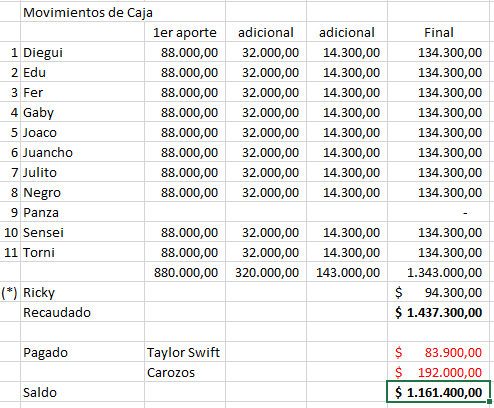 Movimientos de Caja
1er aporte adicional adicional Final
1 Diegui 88.000,00 32.000,00 14.300,00 134.300,00
2 Edu 88.000,00 32.000,00 14.300,00 134.300,00
3 Fer 88.000,00 32.000,00 14.300,00 134.300,00
4 Gaby 88.000,00 32.000,00 14.300,00 134.300,00
5 Joaco 88.000,00 32.000,00 14.300,00 134.300,00
6 Juancho 88.000,00 32.000,00 14.300,00 134.300,00
7 Julito 88.000,00 32.000,00 14.300,00 134.300,00
8 Negro 88.000,00 32.000,00 14.300,00 134.300,00
9 Panza -
10 Sensei 88.000,00 32.000,00 14.300,00 134.300,00
11 Torni 88.000,00 32.000,00 14.300,00 134.300,00
880.000,00 320.000,00 143.000,00 1.343.000,00
(*) Ricky $ 94.300,00
Recaudado $ 1.437.300,00
Pagado Taylor Swift $ 83.900,00
Carozos $ 192.000,00
Saldo $ 1.161.400,00